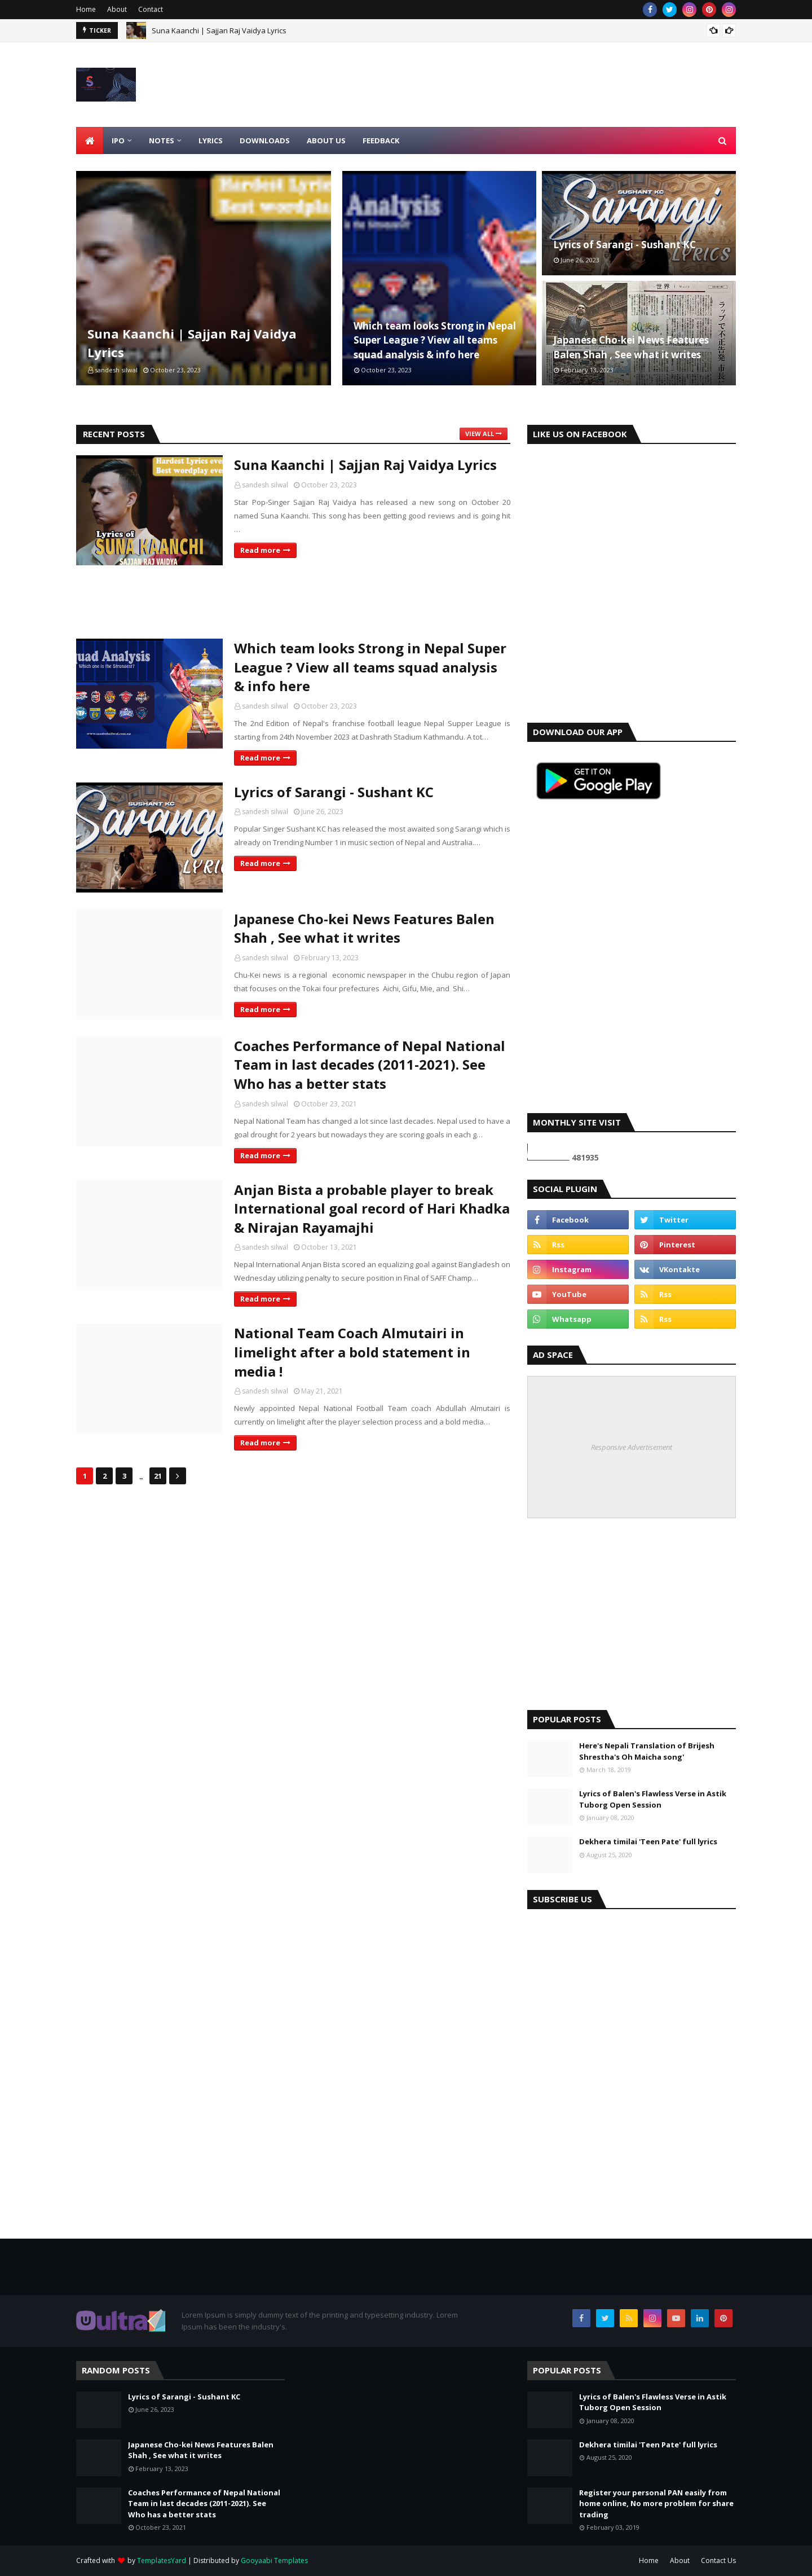 Home About Contact
TICKER Suna Kaanchi | Sajjan Raj Vaidya Lyrics
IPO NOTES LYRICS DOWNLOADS ABOUT US FEEDBACK
Hardest Lyrics
Best wordpla
Suna Kaanchi | Sajjan Raj Vaidya
Lyrics
sandesh silwal October 23, 2023
Analysis
Which team looks Strong in Nepal
Super League ? View all teams
squad analysis & info here
October 23, 2023
SUSHANT KC
SARANGI
LYRICS
Lyrics of Sarangi - Sushant KC
June 26, 2023
Japanese Cho-kei News Features
Balen Shah , See what it writes
February 13, 2023
RECENT POSTS
VIEW ALL
Hardest Lyrics eve
Best wordplay eve
Lyrics of
SUNA KAANCHI
SAJJAN RAJ VAIDYA
Suna Kaanchi | Sajjan Raj Vaidya Lyrics
sandesh silwal October 23, 2023
Star Pop-Singer Sajjan Raj Vaidya has released a new song on October 20
named Suna Kaanchi. This song has been getting good reviews and is going hit
…
Read more
quad Analysis
Which one is the Strongest?
Which team looks Strong in Nepal Super
League ? View all teams squad analysis
& info here
sandesh silwal October 23, 2023
The 2nd Edition of Nepal's franchise football league Nepal Supper League is
starting from 24th November 2023 at Dashrath Stadium Kathmandu. A tot…
Read more
SUSHANT KC
SARANGI
LYRIC
Lyrics of Sarangi - Sushant KC
sandesh silwal June 26, 2023
Popular Singer Sushant KC has released the most awaited song Sarangi which is
already on Trending Number 1 in music section of Nepal and Australia.…
Read more
Japanese Cho-kei News Features Balen
Shah , See what it writes
sandesh silwal February 13, 2023
Chu-Kei news is a regional economic newspaper in the Chubu region of Japan
that focuses on the Tokai four prefectures Aichi, Gifu, Mie, and Shi…
Read more
Coaches Performance of Nepal National
Team in last decades (2011-2021). See
Who has a better stats
sandesh silwal October 23, 2021
Nepal National Team has changed a lot since last decades. Nepal used to have a
goal drought for 2 years but nowadays they are scoring goals in each g…
Read more
Anjan Bista a probable player to break
International goal record of Hari Khadka
& Nirajan Rayamajhi
sandesh silwal October 13, 2021
Nepal International Anjan Bista scored an equalizing goal against Bangladesh on
Wednesday utilizing penalty to secure position in Final of SAFF Champ…
Read more
National Team Coach Almutairi in
limelight after a bold statement in
media !
sandesh silwal May 21, 2021
Newly appointed Nepal National Football Team coach Abdullah Almutairi is
currently on limelight after the player selection process and a bold media…
Read more
1 2 3 ... 21
LIKE US ON FACEBOOK
DOWNLOAD OUR APP
GET IT ON
Google Play
MONTHLY SITE VISIT
481935
SOCIAL PLUGIN
Facebook Twitter
Rss Pinterest
Instagram VKontakte
YouTube Rss
Whatsapp Rss
AD SPACE
Responsive Advertisement
POPULAR POSTS
Here's Nepali Translation of Brijesh
Shrestha's Oh Maicha song'
March 18, 2019
Lyrics of Balen's Flawless Verse in Astik
Tuborg Open Session
January 08, 2020
Dekhera timilai 'Teen Pate' full lyrics
August 25, 2020
SUBSCRIBE US
Uultra
Lorem Ipsum is simply dummy text of the printing and typesetting industry. Lorem
Ipsum has been the industry's.
RANDOM POSTS
Lyrics of Sarangi - Sushant KC
June 26, 2023
Japanese Cho-kei News Features Balen
Shah , See what it writes
February 13, 2023
Coaches Performance of Nepal National
Team in last decades (2011-2021). See
Who has a better stats
October 23, 2021
POPULAR POSTS
Lyrics of Balen's Flawless Verse in Astik
Tuborg Open Session
January 08, 2020
Dekhera timilai 'Teen Pate' full lyrics
August 25, 2020
Register your personal PAN easily from
home online, No more problem for share
trading
February 03, 2019
Crafted with by TemplatesYard | Distributed by Gooyaabi Templates
Home About Contact Us